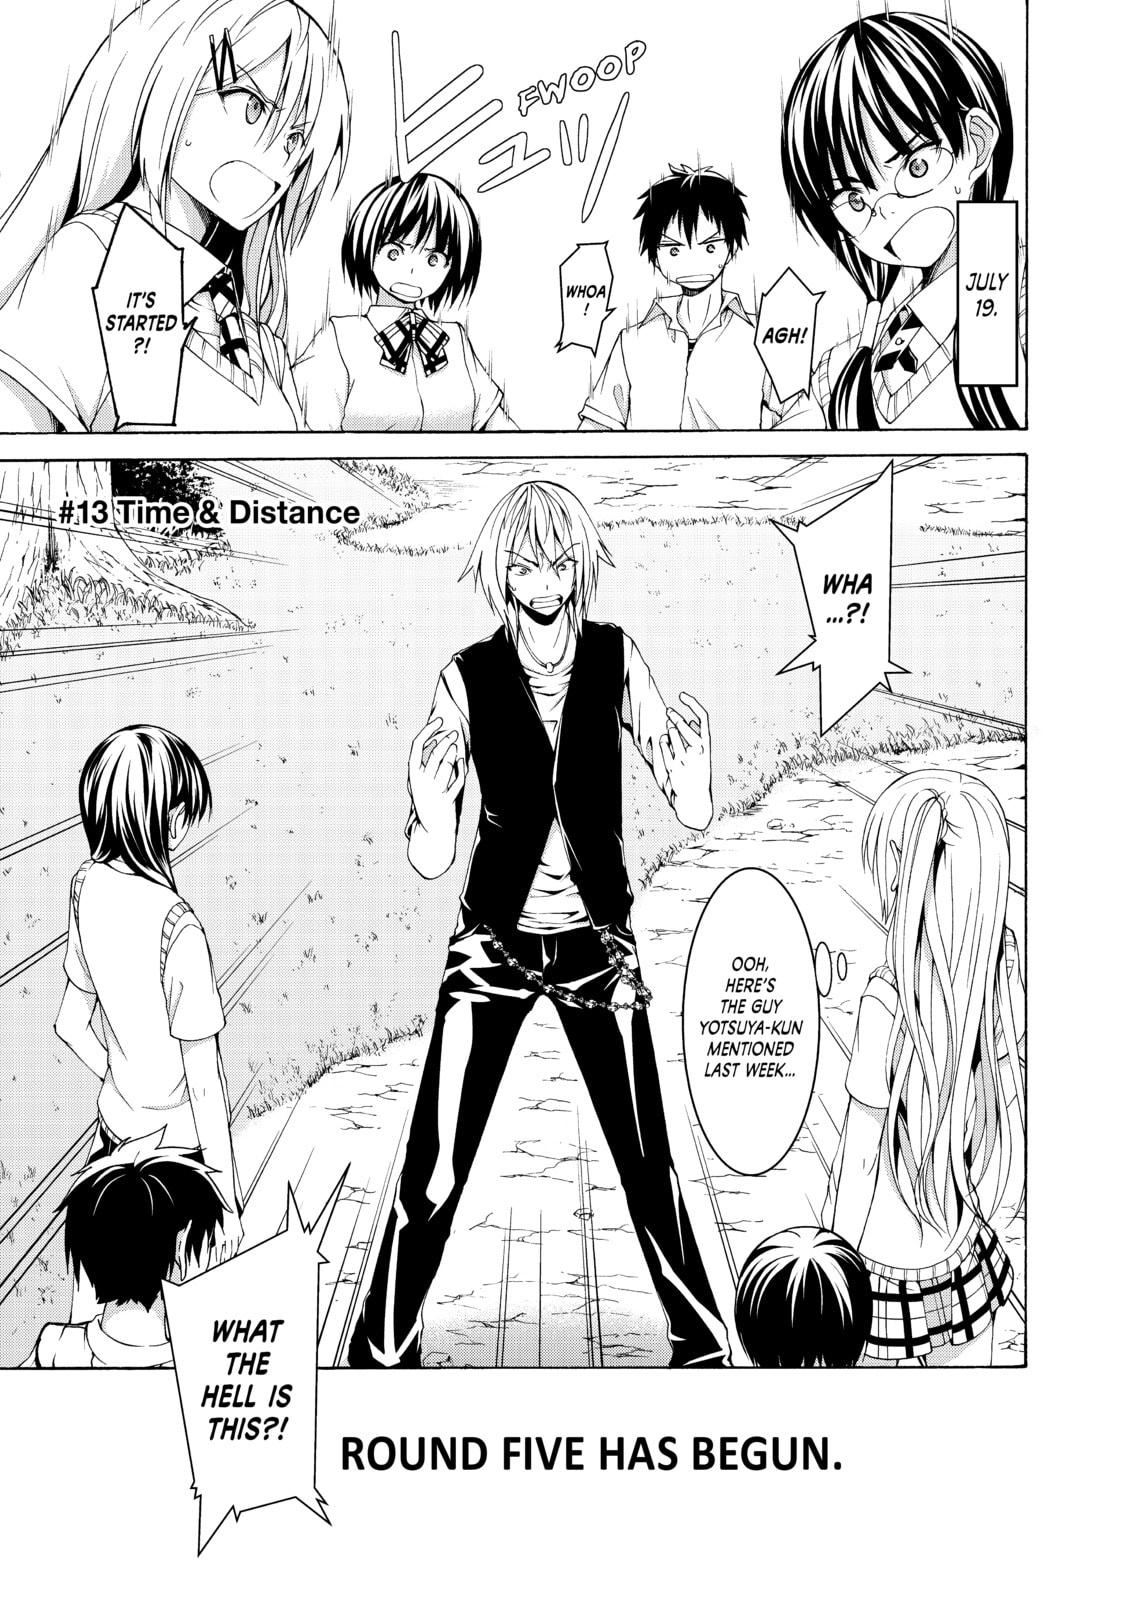 JULY
19.
AGH!
WHOA
!
FWOOP
ビュッ
IT'S
STARTED
?!
#13 Time & Distance
WHA
...?!
OOH,
HERE'S
THE GUY
YOTSUYA-KUN
MENTIONED
LAST WEEK...
WHAT
THE
HELL IS
THIS?!
ROUND FIVE HAS BEGUN.